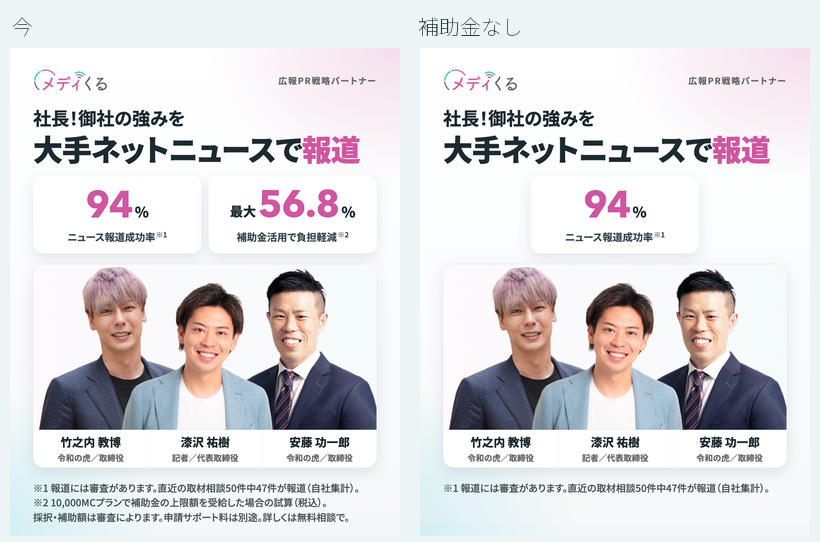 今
メディくる
広報PR戦略パートナー
社長!御社の強みを
大手ネットニュースで報道
94%
ニュース報道成功率※1
最大56.8%
補助金活用で負担軽減※2
竹之内 教博
令和の虎／取締役
漆沢 祐樹
記者／代表取締役
安藤 功一郎
令和の虎／取締役
※1 報道には審査があります。直近の取材相談50件中47件が報道（自社集計）。
※2 10,000MCプランで補助金の上限額を受給した場合の試算（税込）。
採択・補助額は審査によります。申請サポート料は別途。詳しくは無料相談で。
補助金なし
メディくる
広報PR戦略パートナー
社長!御社の強みを
大手ネットニュースで報道
94%
ニュース報道成功率※1
竹之内 教博
令和の虎／取締役
漆沢 祐樹
記者／代表取締役
安藤 功一郎
令和の虎／取締役
※1 報道には審査があります。直近の取材相談50件中47件が報道（自社集計）。